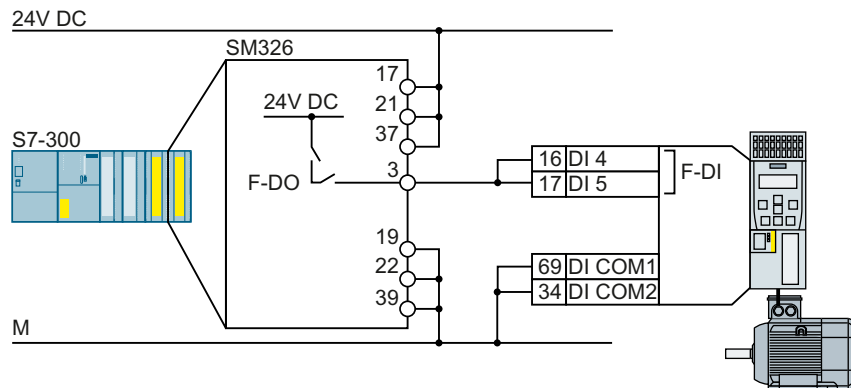 24V DC
SM326
17
21
37
24V DC
S7-300
F-DO
3
16 DI 4
17 DI 5
F-DI
19
22
39
69 DI COM1
34 DI COM2
M